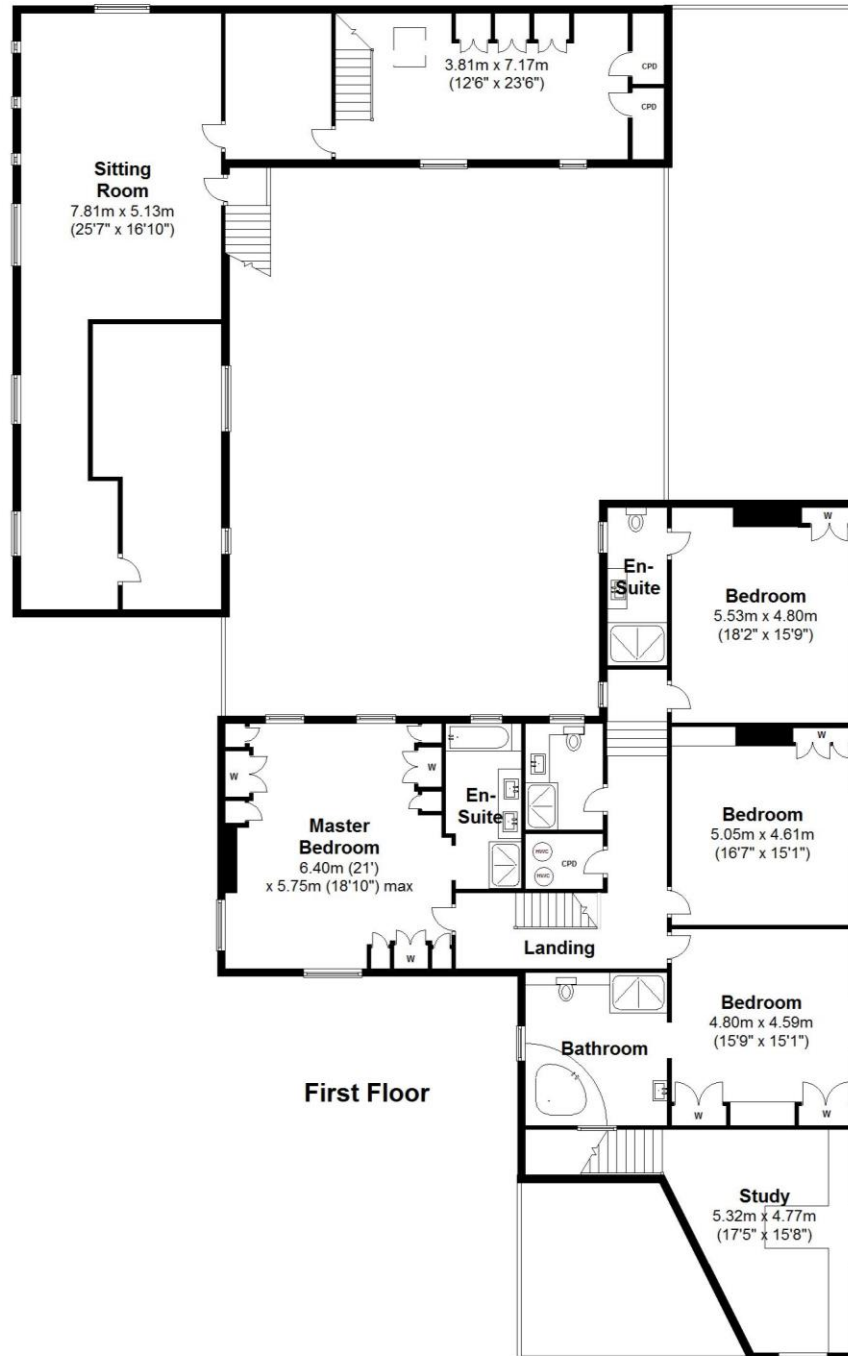 3.81m x 7.17m
(12'6" x 23'6")
CPD
CPD
Sitting
Room
7.81m x 5.13m
(25'7" x 16'10")
W
En-
Suite
Bedroom
5.53m x 4.80m
(18'2" x 15'9")
W
W
W
En-
Suite
Master
Bedroom
6.40m (21')
x 5.75m (18'10") max
Bedroom
5.05m x 4.61m
(16'7" x 15'1")
HWC
CPD
HWC
Landing
W
Bedroom
4.80m x 4.59m
(15'9" x 15'1")
Bathroom
First Floor
W
W
Study
5.32m x 4.77m
(17'5" x 15'8")